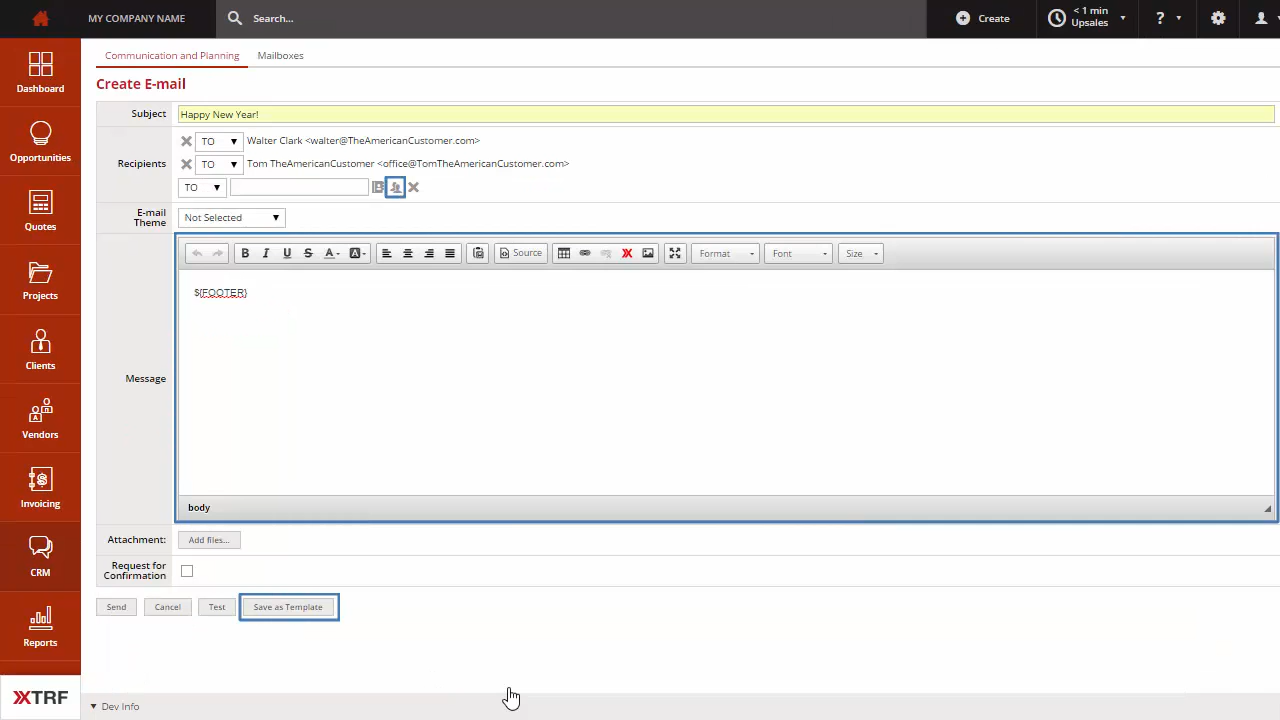 MY COMPANY NAME
Search...
Create
< 1 min
Upsales
?
Communication and Planning
Mailboxes
Dashboard
Opportunities
Quotes
Projects
Clients
Vendors
Invoicing
CRM
Reports
XTRF
Create E-mail
Subject
Happy New Year!
Recipients
TO
Walter Clark <walter@TheAmericanCustomer.com>
TO
Tom TheAmericanCustomer <office@TomTheAmericanCustomer.com>
TO
E-mail
Theme
Not Selected
B I U S A A
Source
Format
Font
Size
Message
${FOOTER}
body
Attachment:
Add files...
Request for
Confirmation
Send
Cancel
Test
Save as Template
Dev Info